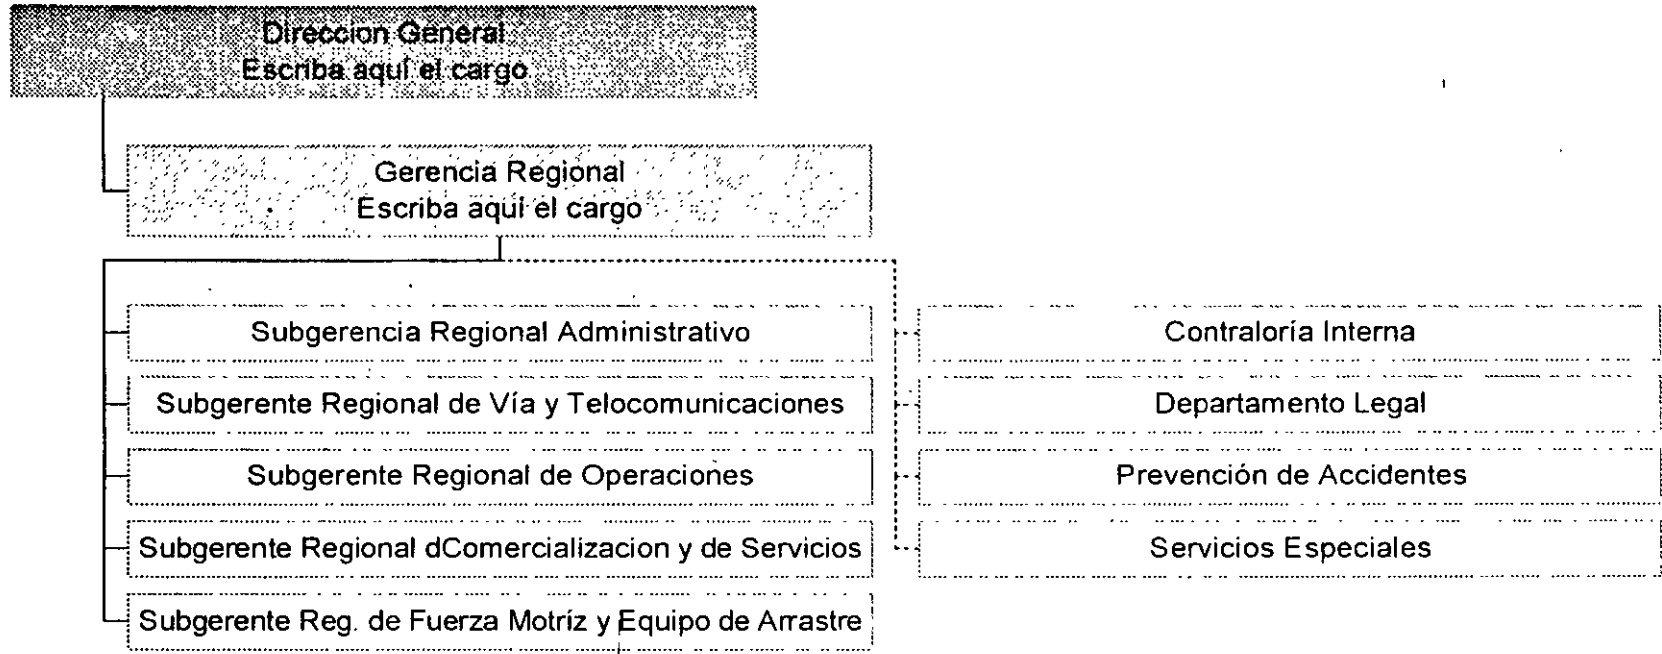 Direccion General
Escriba aquí el cargo
Gerencia Regional
Escriba aquí el cargo
Subgerencia Regional Administrativo
Subgerente Regional de Vía y Telocomunicaciones
Subgerente Regional de Operaciones
Subgerente Regional dComercializacion y de Servicios
Subgerente Reg. de Fuerza Motríz y Equipo de Arrastre
Contraloría Interna
Departamento Legal
Prevención de Accidentes
Servicios Especiales